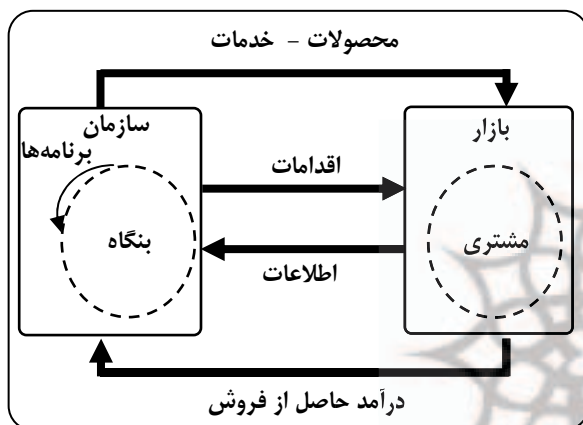 محصولات - خدمات
سازمان
بازار
برنامه‌ها
اقدامات
بنگاه
مشتری
اطلاعات
درآمد حاصل از فروش